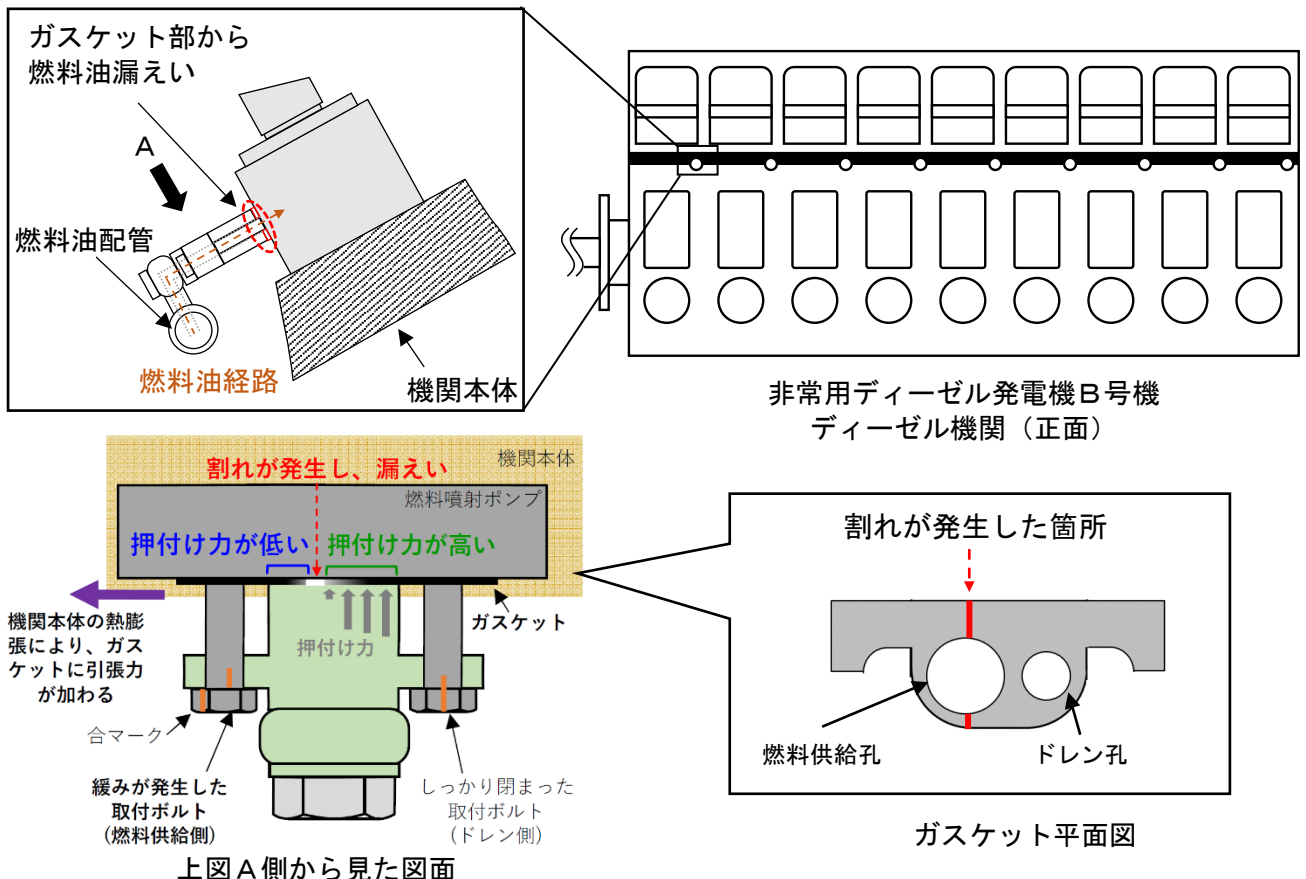 ガスケット部から
燃料油漏えい
A
燃料油配管
燃料油経路
機関本体
非常用ディーゼル発電機B号機
ディーゼル機関（正面）
機関本体
割れが発生し、漏えい
燃料噴射ポンプ
押付け力が低い
押付け力が高い
機関本体の熱膨
張により、ガス
ケットに引張力
が加わる
押付け力
ガスケット
合マーク
緩みが発生した
取付ボルト
(燃料供給側)
しっかり閉まった
取付ボルト
(ドレン側)
上図A側から見た図面
割れが発生した箇所
燃料供給孔
ドレン孔
ガスケット平面図